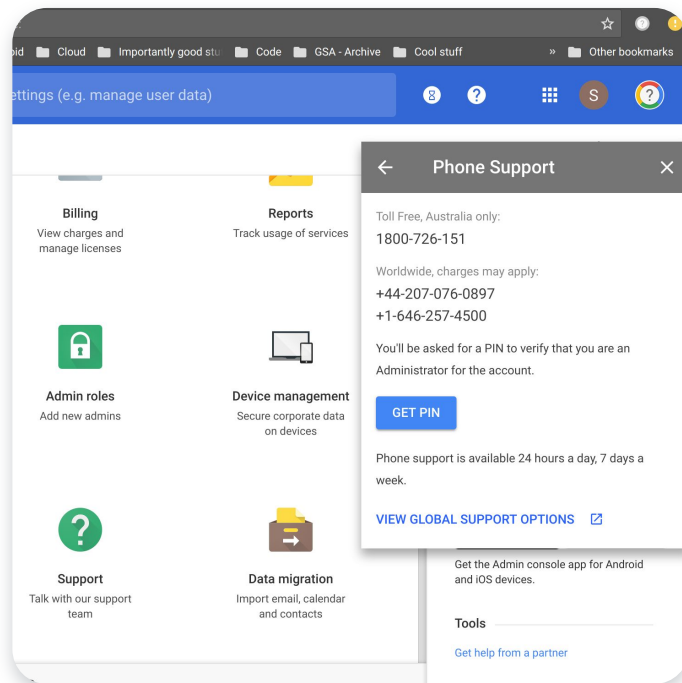 Cloud Importantly good stu Code GSA - Archive Cool stuff » Other bookmarks
ettings (e.g. manage user data)
8 ? S ?
Billing
View charges and
manage licenses
Reports
Track usage of services
Admin roles
Add new admins
Device management
Secure corporate data
on devices
?
Support
Talk with our support
team
Data migration
Import email, calendar
and contacts
Phone Support
Toll Free, Australia only:
1800-726-151
Worldwide, charges may apply:
+44-207-076-0897
+1-646-257-4500
You'll be asked for a PIN to verify that you are an
Administrator for the account.
GET PIN
Phone support is available 24 hours a day, 7 days a
week.
VIEW GLOBAL SUPPORT OPTIONS
Get the Admin console app for Android
and iOS devices.
Tools
Get help from a partner